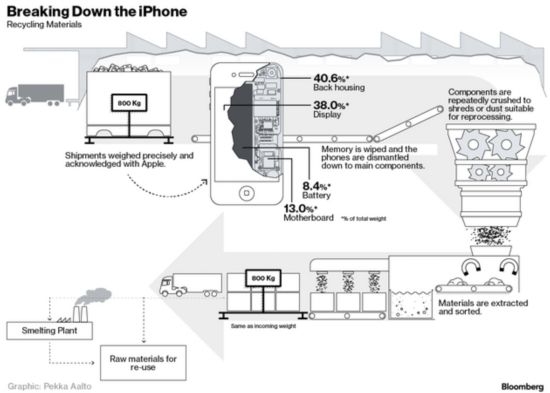 Breaking Down the iPhone
Recycling Materials
800 Kg
40.6%*
Back housing
38.0%*
Display
Components are
repeatedly crushed to
shreds or dust suitable
for reprocessing.
Shipments weighed precisely and
acknowledged with Apple.
Memory is wiped and the
phones are dismantled
down to main components.
8.4%*
Battery
13.0%*
Motherboard
*% of total weight
800 Kg
Same as incoming weight
Materials are extracted
and sorted.
Smelting Plant
Raw materials for
re-use
Graphic: Pekka Aalto
Bloomberg